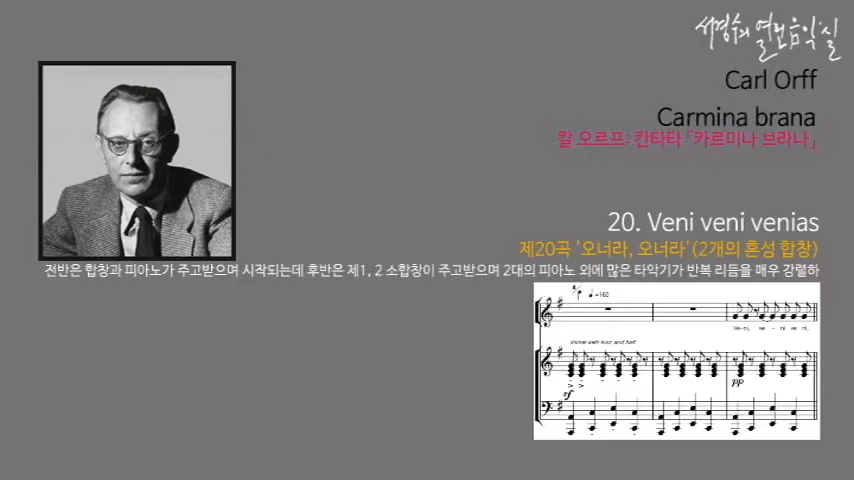 서경수의 열린음악실
Carl Orff
Carmina brana
칼 오르프: 칸타타 「카르미나 브라나」
20. Veni veni venias
제20곡 '오너라, 오너라' (2개의 혼성 합창)
전반은 합창과 피아노가 주고받으며 시작되는데 후반은 제1, 2 소합창이 주고받으며 2대의 피아노 외에 많은 타악기가 반복 리듬을 매우 강렬하
♩=160
Ve-ni, ve - ni ve ni,
sf
pp